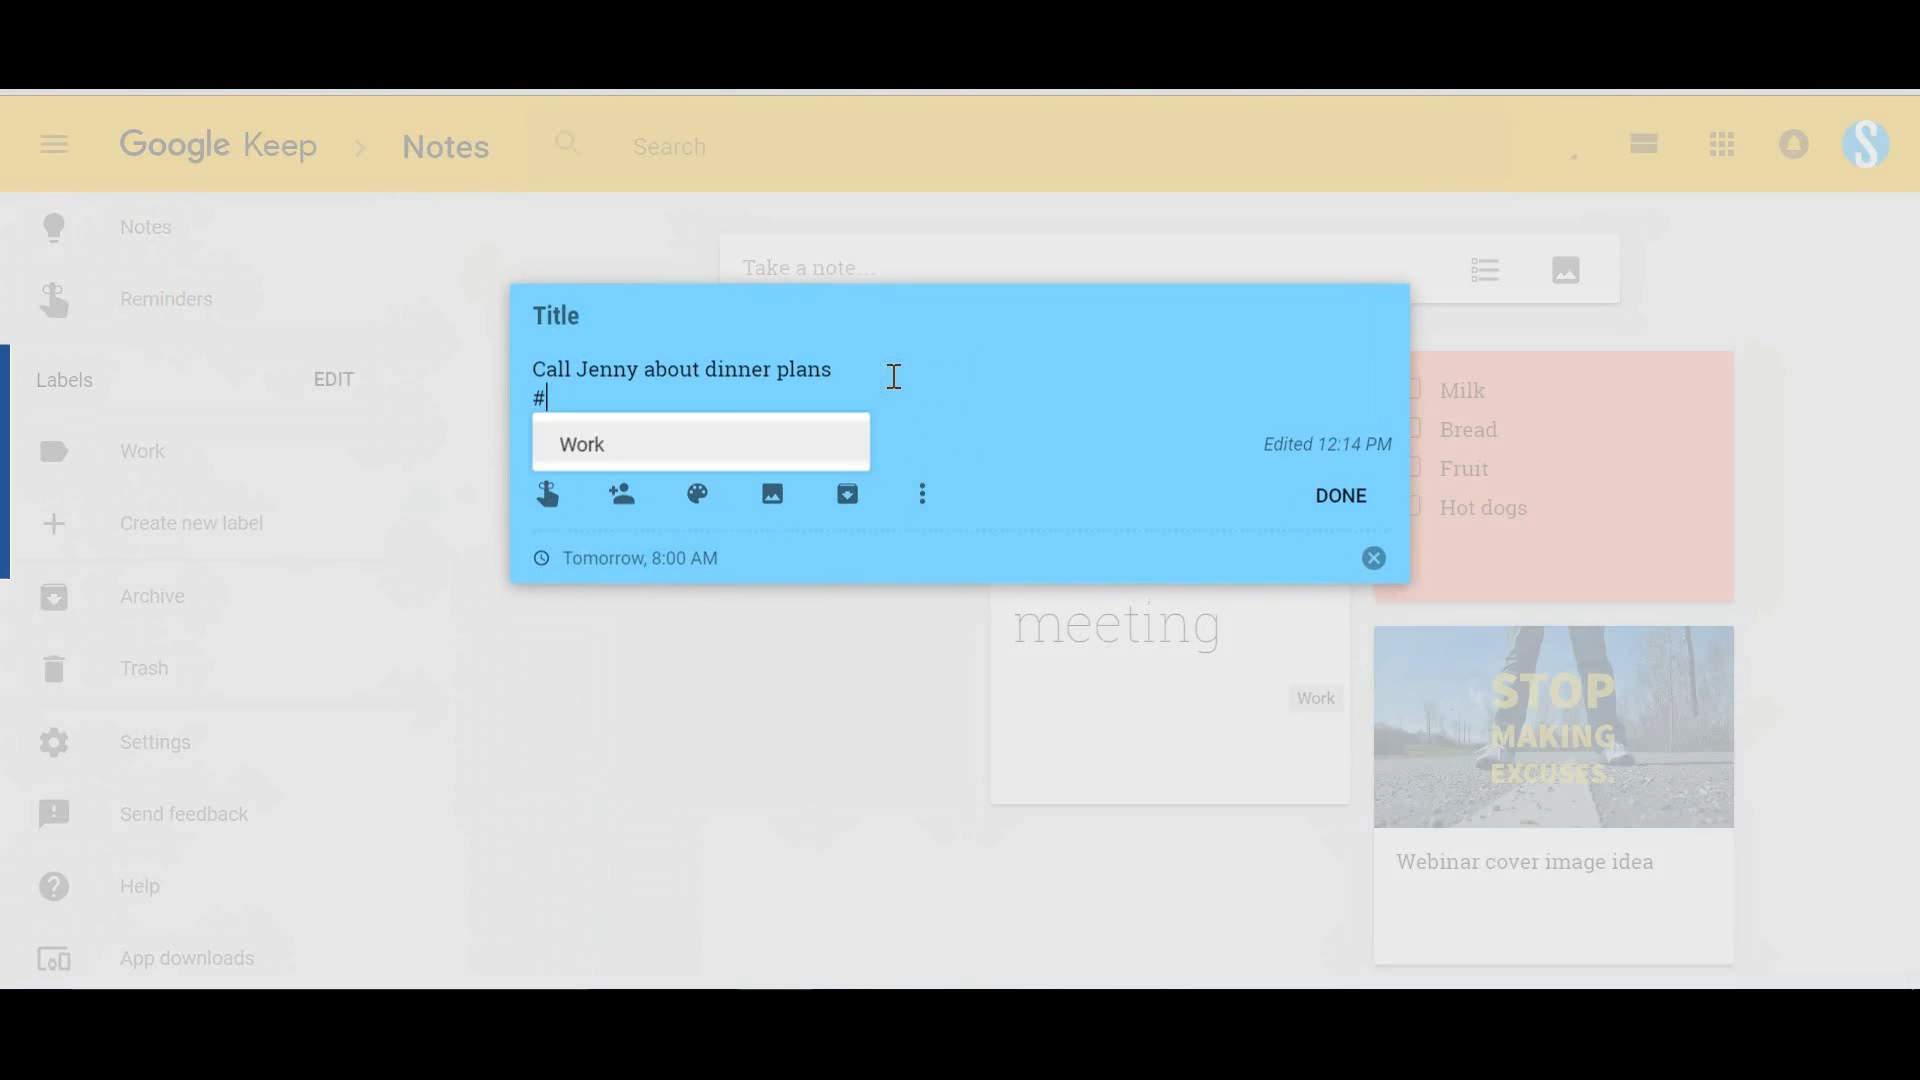 Google Keep > Notes
Search
S
Notes
Reminders
Labels EDIT
Work
Create new label
Archive
Trash
Settings
Send feedback
Help
App downloads
Take a note...
Title
Call Jenny about dinner plans
#
Work
Edited 12:14 PM
DONE
Tomorrow, 8:00 AM
meeting
Work
Milk
Bread
Fruit
Hot dogs
STOP
MAKING
EXCUSES.
Webinar cover image idea